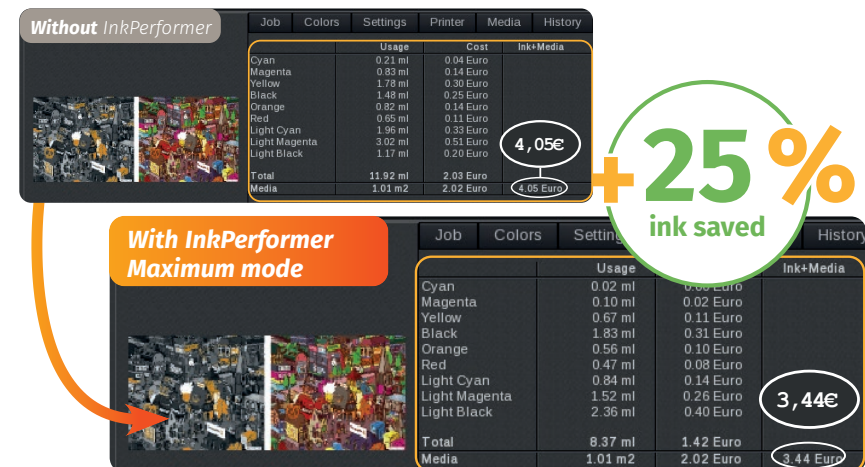 Without InkPerformer
Job Colors Settings Printer Media History
Usage Cost Ink+Media
Cyan 0.21 ml 0.04 Euro
Magenta 0.83 ml 0.14 Euro
Yellow 1.78 ml 0.30 Euro
Black 1.48 ml 0.25 Euro
Orange 0.82 ml 0.14 Euro
Red 0.65 ml 0.11 Euro
Light Cyan 1.96 ml 0.33 Euro
Light Magenta 3.02 ml 0.51 Euro
Light Black 1.17 ml 0.20 Euro
4,05€
Total 11.92 ml 2.03 Euro
Media 1.01 m2 2.02 Euro 4.05 Euro
+25%
ink saved
With InkPerformer
Maximum mode
Job Colors History
Usage Ink+Media
Cyan 0.02 ml
Magenta 0.10 ml 0.02 Euro
Yellow 0.67 ml 0.11 Euro
Black 1.83 ml 0.31 Euro
Orange 0.56 ml 0.10 Euro
Red 0.47 ml 0.08 Euro
Light Cyan 0.84 ml 0.14 Euro
Light Magenta 1.52 ml 0.26 Euro
Light Black 2.36 ml 0.40 Euro
3,44€
Total 8.37 ml 1.42 Euro
Media 1.01 m2 2.02 Euro 3.44 Euro